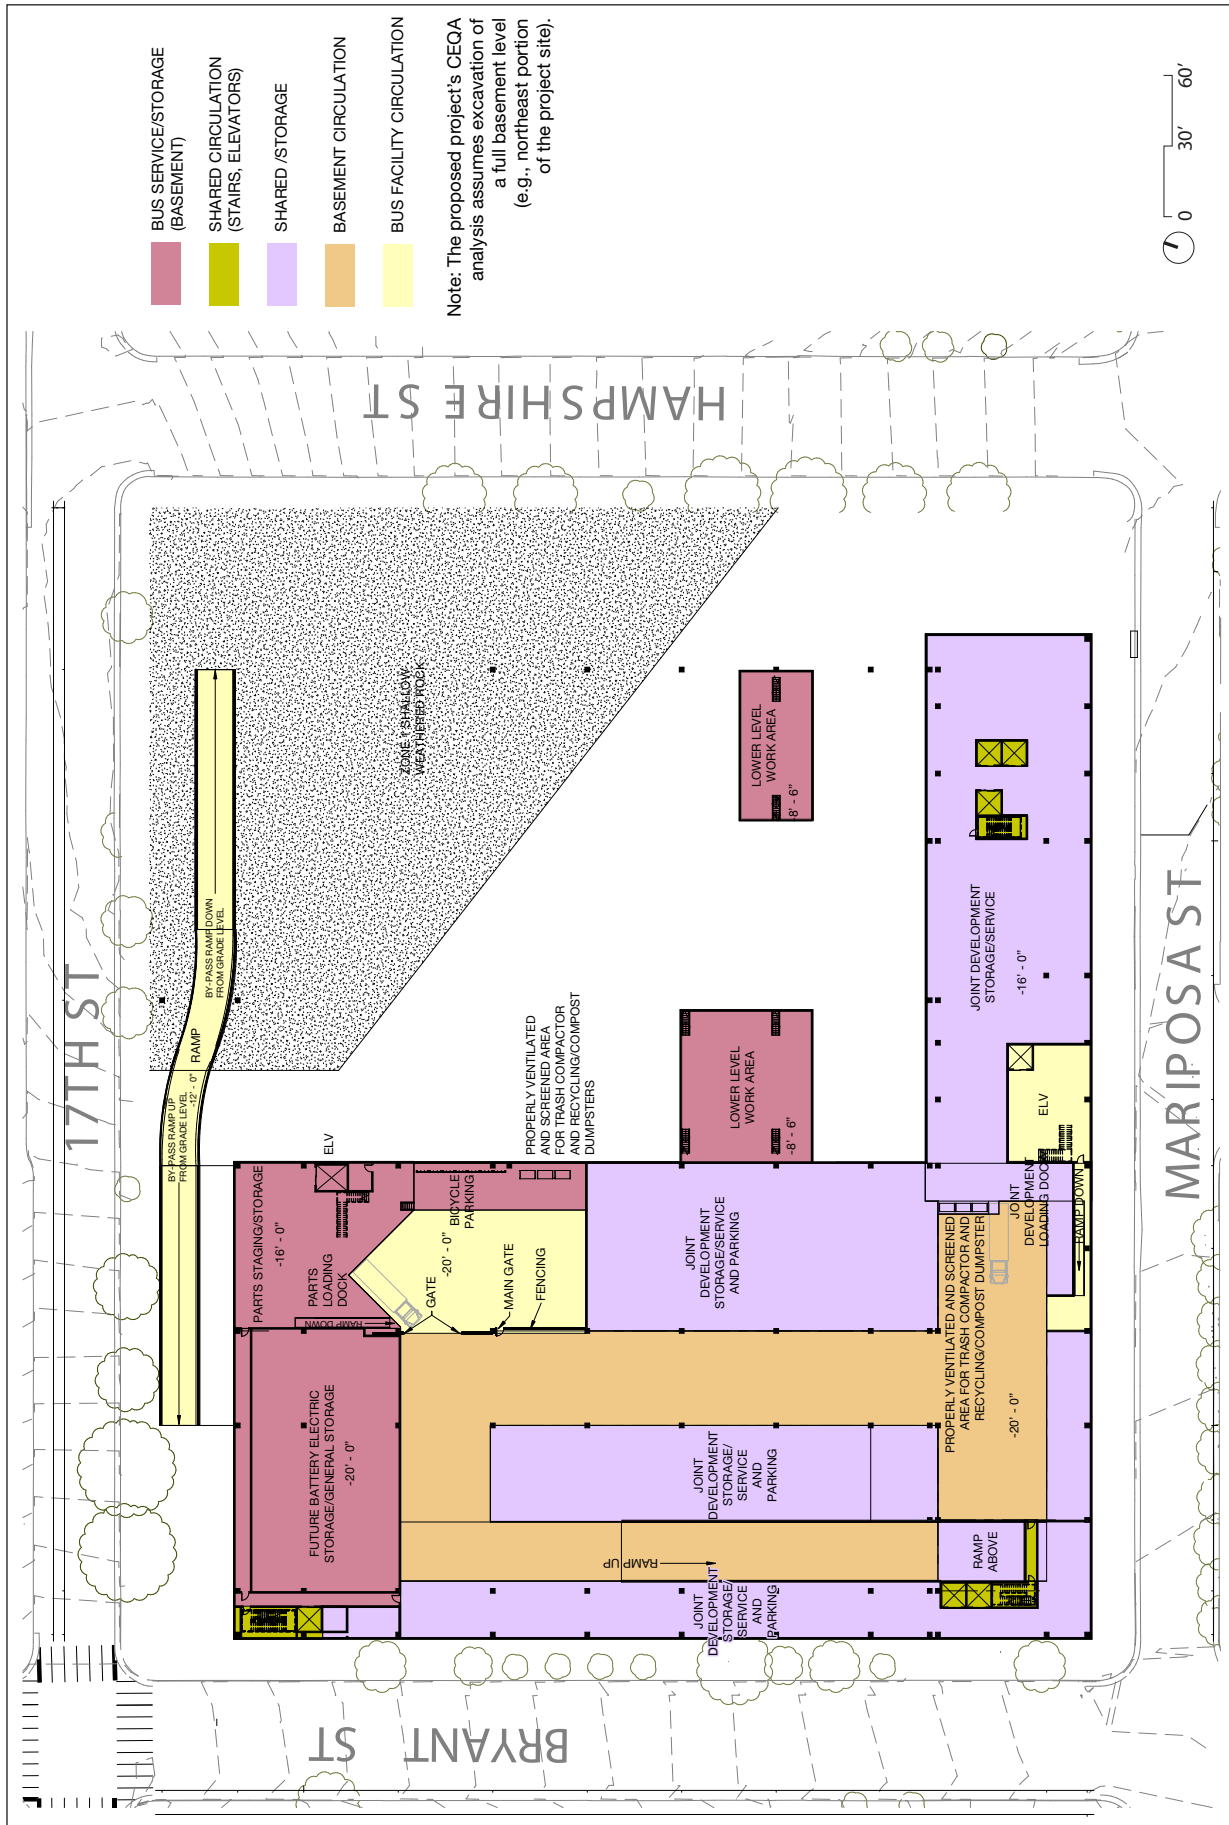 BUS SERVICE/STORAGE
(BASEMENT)
SHARED CIRCULATION
(STAIRS, ELEVATORS)
SHARED /STORAGE
BASEMENT CIRCULATION
BUS FACILITY CIRCULATION
Note: The proposed project's CEQA
analysis assumes excavation of
a full basement level
(e.g., northeast portion
of the project site).
0
30'
60'
17TH ST
HAMPSHIRE ST
BRYANT ST
MARIPOSA ST
BY-PASS RAMP UP
FROM GRADE LEVEL
-12' - 0"
RAMP
BY-PASS RAMP DOWN
FROM GRADE LEVEL
ZONE 1 SHALLOW
WEATHERED ROCK
PARTS STAGING/STORAGE
-16' - 0"
ELV
PARTS
LOADING
DOCK
RAMP DOWN
FUTURE BATTERY ELECTRIC
STORAGE/GENERAL STORAGE
-20' - 0"
BICYCLE
PARKING
-20' - 0"
GATE
MAIN GATE
FENCING
PROPERLY VENTILATED
AND SCREENED AREA
FOR TRASH COMPACTOR
AND RECYCLING/COMPOST
DUMPSTERS
LOWER LEVEL
WORK AREA
-8' - 6"
LOWER LEVEL
WORK AREA
-8' - 6"
JOINT
DEVELOPMENT
STORAGE/SERVICE
AND PARKING
JOINT
DEVELOPMENT
STORAGE/
SERVICE
AND
PARKING
RAMP UP
JOINT
DEVELOPMENT
STORAGE/
SERVICE
AND
PARKING
JOINT DEVELOPMENT
STORAGE/SERVICE
-16' - 0"
ELV
JOINT
DEVELOPMENT
LOADING DOCK
RAMP DOWN
PROPERLY VENTILATED AND SCREENED
AREA FOR TRASH COMPACTOR AND
RECYCLING/COMPOST DUMPSTER
-20' - 0"
RAMP
ABOVE